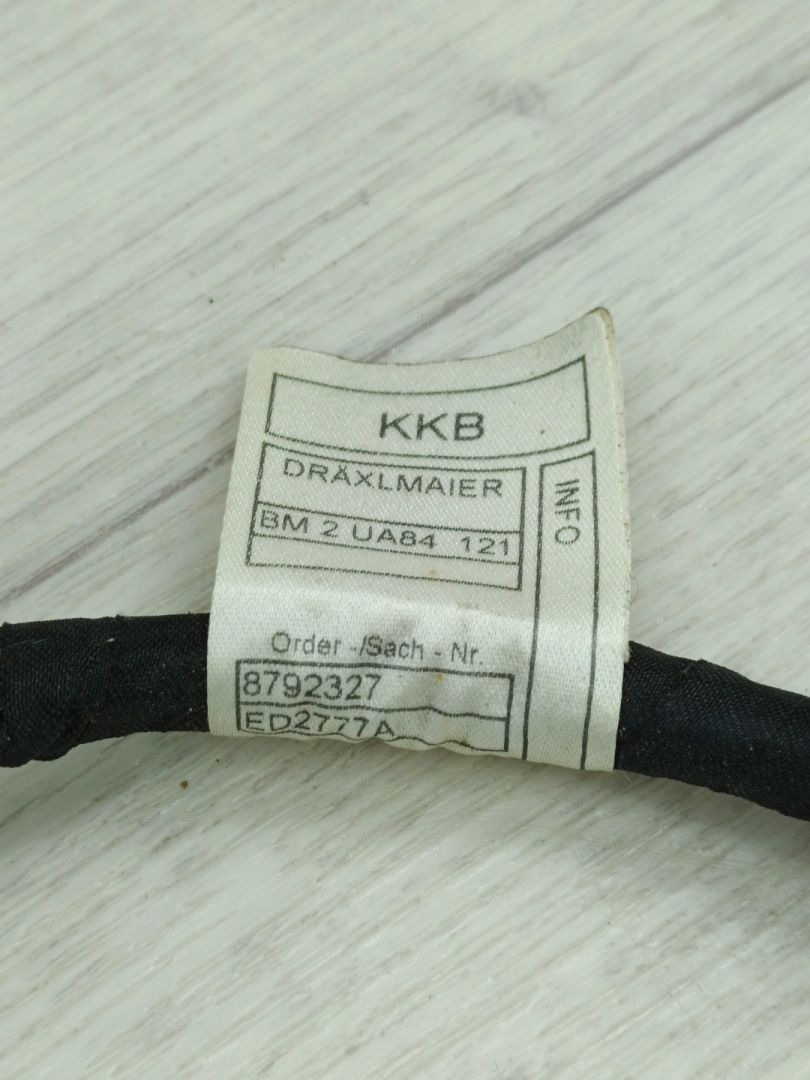 KKB
DRÄXLMAIER
INFO
BM 2 UA84 121
Order -/Sach - Nr.
8792327
ED2777A